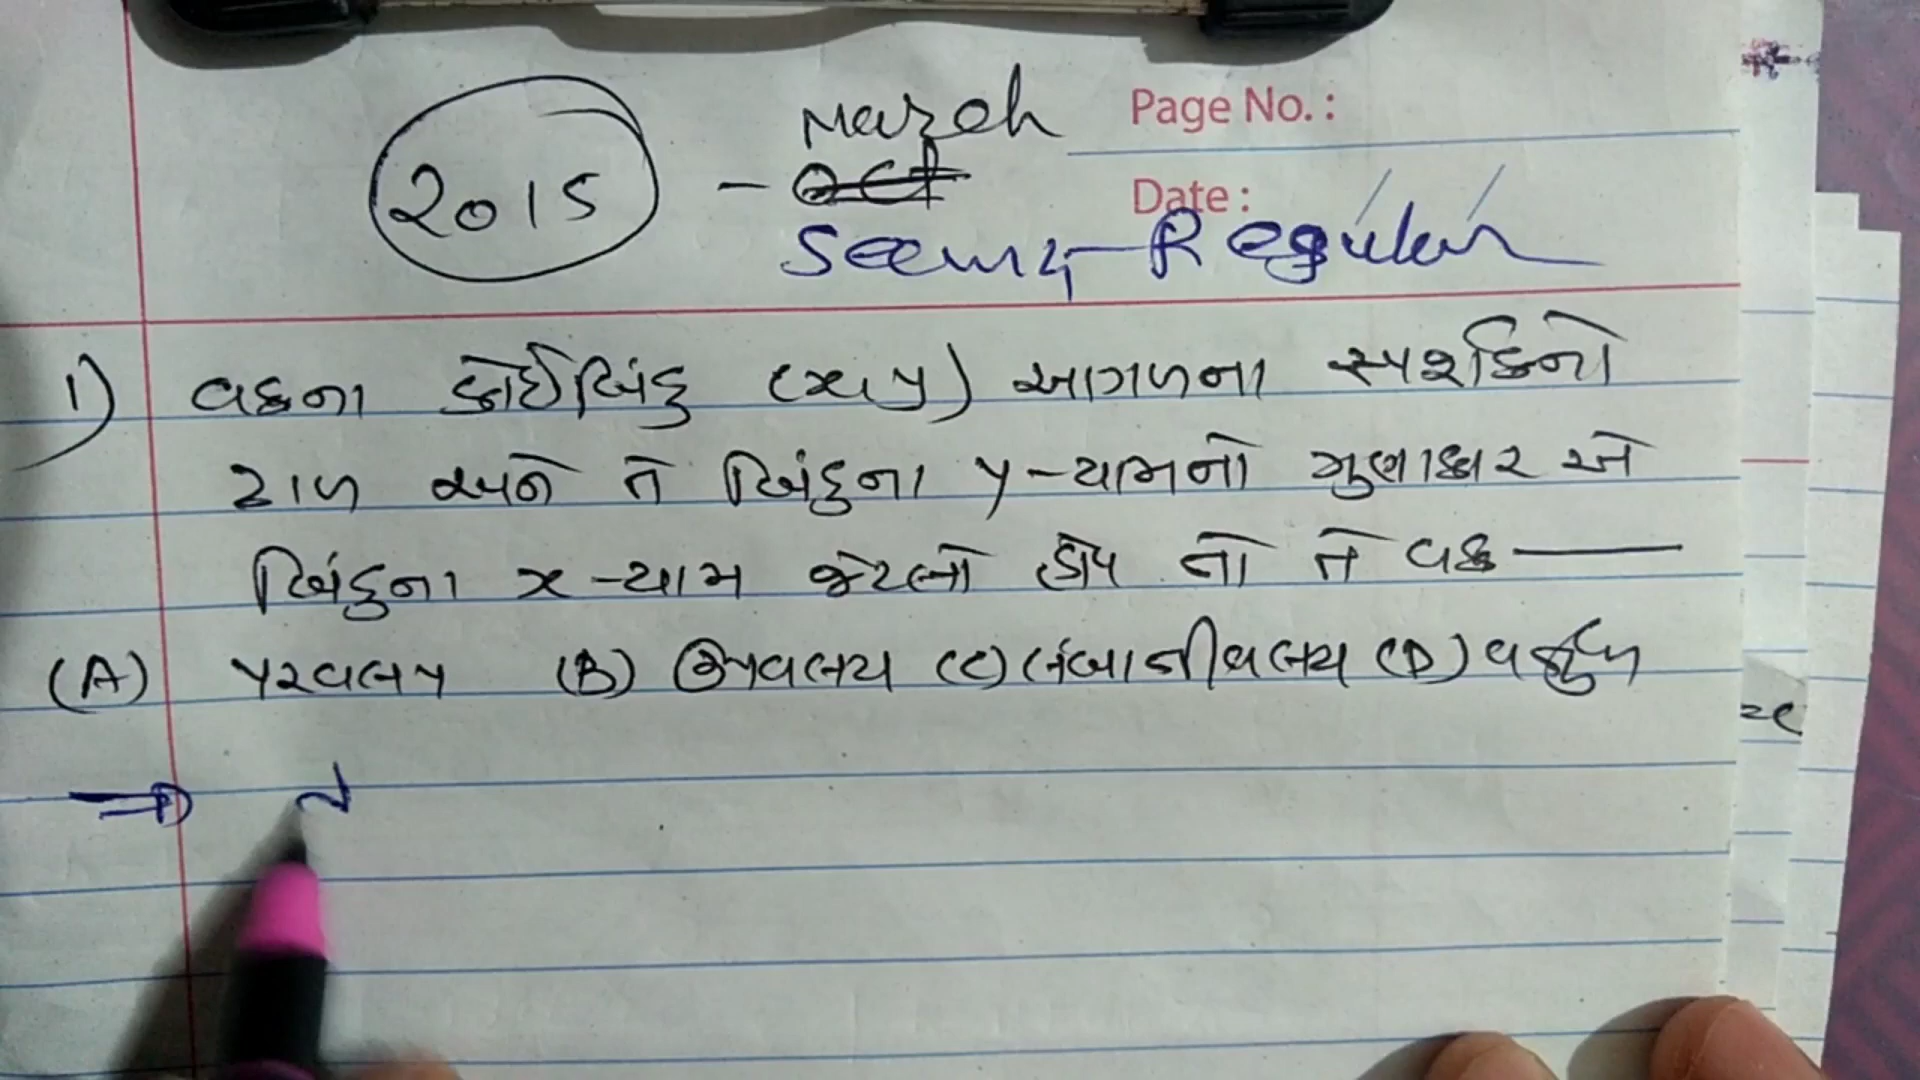 2015 - March
Oct
Page No. :
Date :
Regular
1) વક્રના કોઈબિંદુ (x,y) આગળના સ્પર્શકનો
ઢાળ અને તે બિંદુના y-યામનો ગુણાકાર એ
બિંદુના x-યામ જેટલો હોય તો તે વક્ર ——
(A) પરવલય (B) ઉપવલય (C) લંબાતીવલય (D) વર્તુળ
⇒
=c